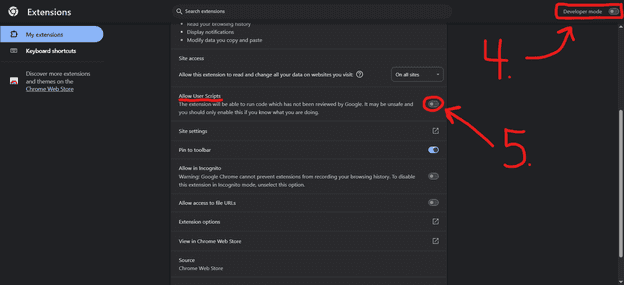 Extensions
Search extensions
Developer mode
My extensions
Keyboard shortcuts
Discover more extensions
and themes on the
Chrome Web Store
Read your browsing history
Display notifications
Modify data you copy and paste
Site access
Allow this extension to read and change all your data on websites you visit
On all sites
Allow User Scripts
The extension will be able to run code which has not been reviewed by Google. It may be unsafe and
you should only enable this if you know what you are doing.
Site settings
Pin to toolbar
Allow in Incognito
Warning: Google Chrome cannot prevent extensions from recording your browsing history. To disable
this extension in Incognito mode, unselect this option.
Allow access to file URLs
Extension options
View in Chrome Web Store
Source
Chrome Web Store
4.
5.